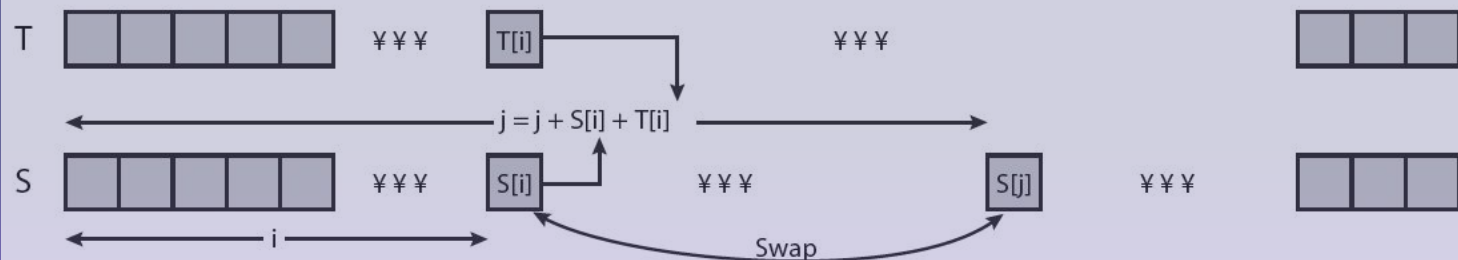 T ¥ ¥ ¥ T[i] ¥ ¥ ¥
j = j + S[i] + T[i]
S ¥ ¥ ¥ S[i] ¥ ¥ ¥ S[j] ¥ ¥ ¥
i
Swap